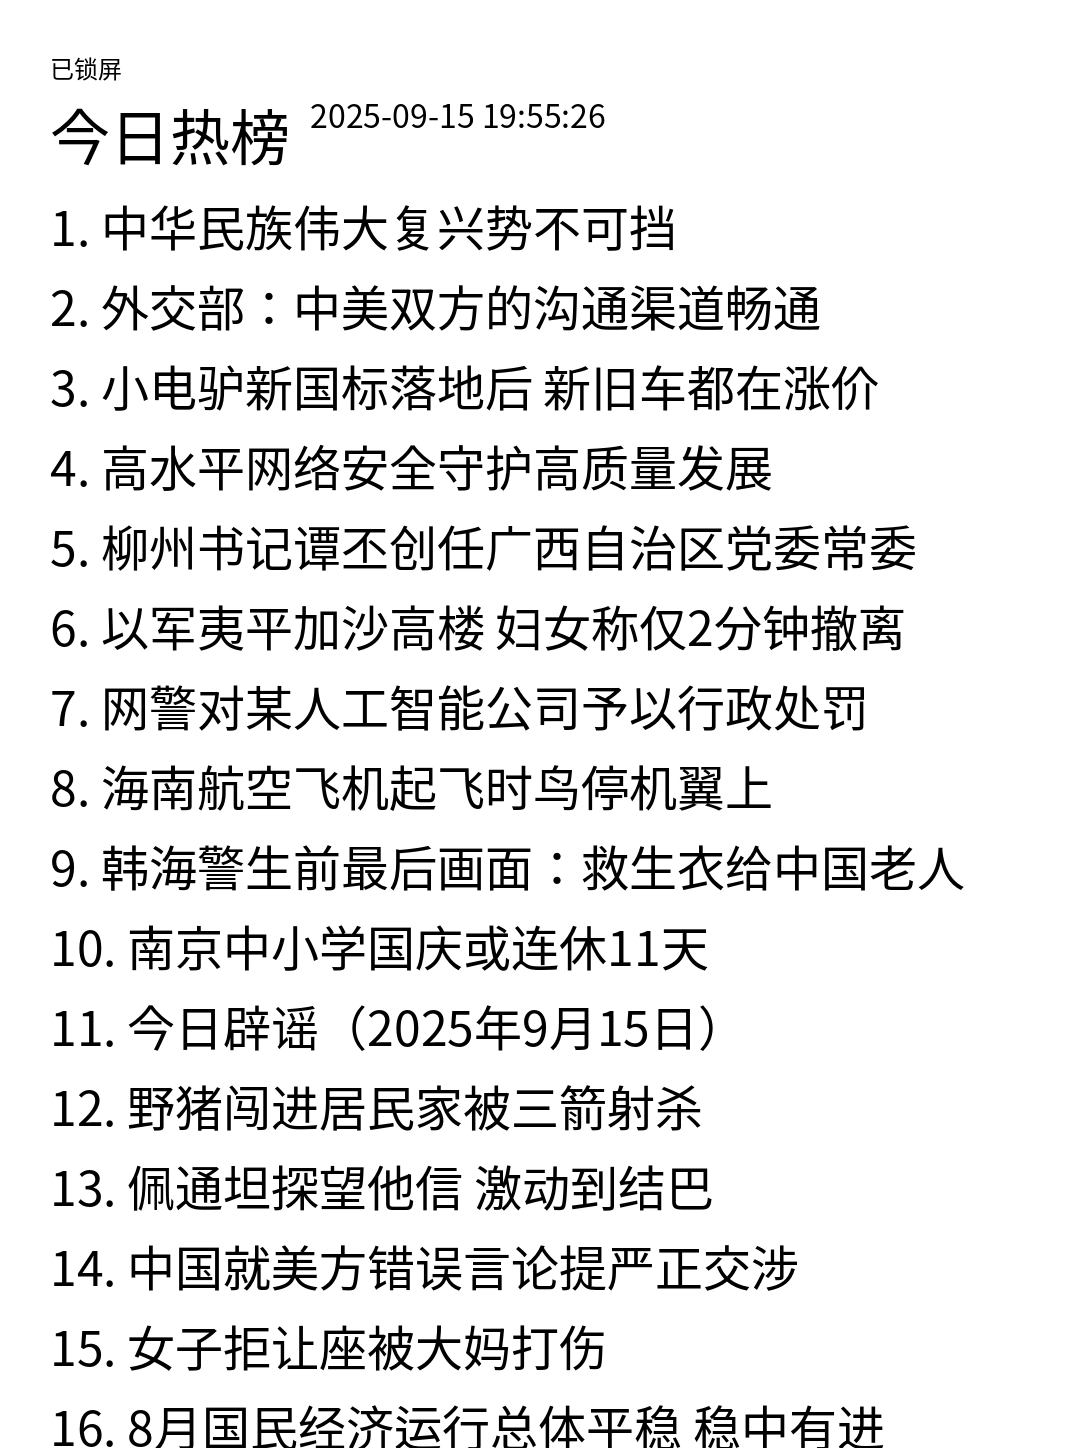 已锁屏
今日热榜 2025-09-15 19:55:26
1. 中华民族伟大复兴势不可挡
2. 外交部：中美双方的沟通渠道畅通
3. 小电驴新国标落地后 新旧车都在涨价
4. 高水平网络安全守护高质量发展
5. 柳州书记谭丕创任广西自治区党委常委
6. 以军夷平加沙高楼 妇女称仅2分钟撤离
7. 网警对某人工智能公司予以行政处罚
8. 海南航空飞机起飞时鸟停机翼上
9. 韩海警生前最后画面：救生衣给中国老人
10. 南京中小学国庆或连休11天
11. 今日辟谣（2025年9月15日）
12. 野猪闯进居民家被三箭射杀
13. 佩通坦探望他信 激动到结巴
14. 中国就美方错误言论提严正交涉
15. 女子拒让座被大妈打伤
16. 8月国民经济运行总体平稳 稳中有进